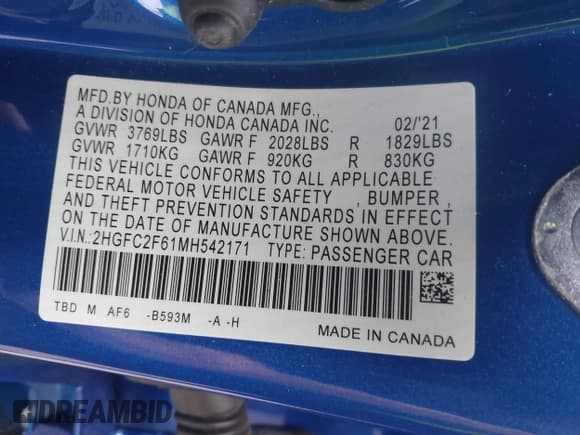 MFD.BY HONDA OF CANADA MFG.,
A DIVISION OF HONDA CANADA INC. 02/'21
GVWR 3769LBS GAWR F 2028LBS R 1829LBS
GVWR 1710KG GAWR F 920KG R 830KG
THIS VEHICLE CONFORMS TO ALL APPLICABLE
FEDERAL MOTOR VEHICLE SAFETY , BUMPER ,
AND THEFT PREVENTION STANDARDS IN EFFECT
ON THE DATE OF MANUFACTURE SHOWN ABOVE.
V.I.N.:2HGFC2F61MH542171 TYPE: PASSENGER CAR
TBD M AF6 -B593M -A -H
MADE IN CANADA
DREAMBID